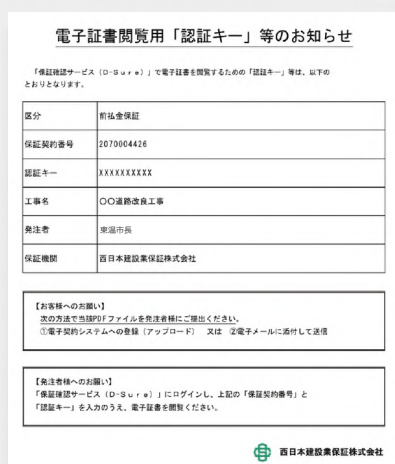 電子証書閲覧用「認証キー」等のお知らせ
「保証確認サービス（D-Sure）」で電子証書を閲覧するための「認証キー」等は、以下の
とおりとなります。
区分 前払金保証
保証契約番号 2070004426
認証キー XXXXXXXXXX
工事名 〇〇道路改良工事
発注者 東温市長
保証機関 西日本建設業保証株式会社
【お客様へのお願い】
次の方法で当該PDFファイルを発注者様にご提出ください。
①電子契約システムへの登録（アップロード） 又は ②電子メールに添付して送信
【発注者様へのお願い】
「保証確認サービス（D-Sure）」にログインし、上記の「保証契約番号」と
「認証キー」を入力のうえ、電子証書を閲覧ください。
西日本建設業保証株式会社